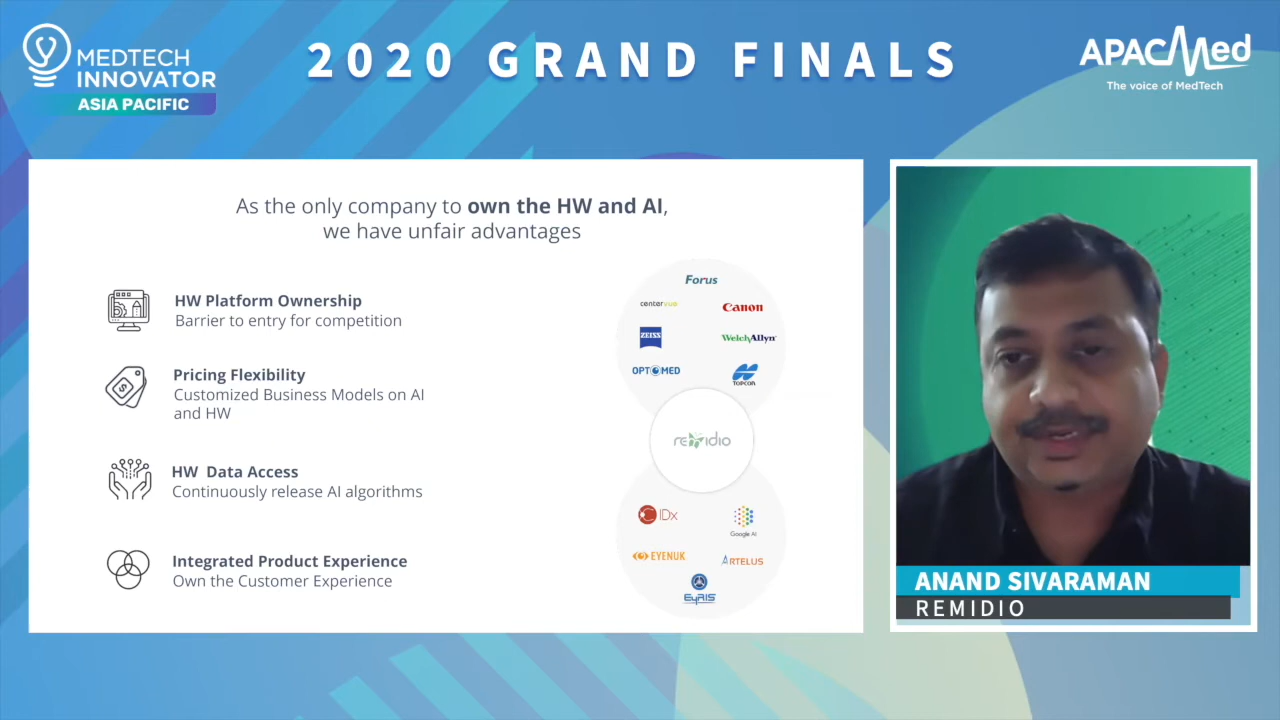 MEDTECH
INNOVATOR
ASIA PACIFIC
2020 GRAND FINALS
APACMed
The voice of MedTech
As the only company to own the HW and AI,
we have unfair advantages
HW Platform Ownership
Barrier to entry for competition
Pricing Flexibility
Customized Business Models on AI
and HW
HW Data Access
Continuously release AI algorithms
Integrated Product Experience
Own the Customer Experience
Forus
centervue
Canon
ZEISS
WelchAllyn
OPTOMED
TOPCON
remidio
IDx
Google AI
EYENUK
ARTELUS
EyRIS
ANAND SIVARAMAN
REMIDIO